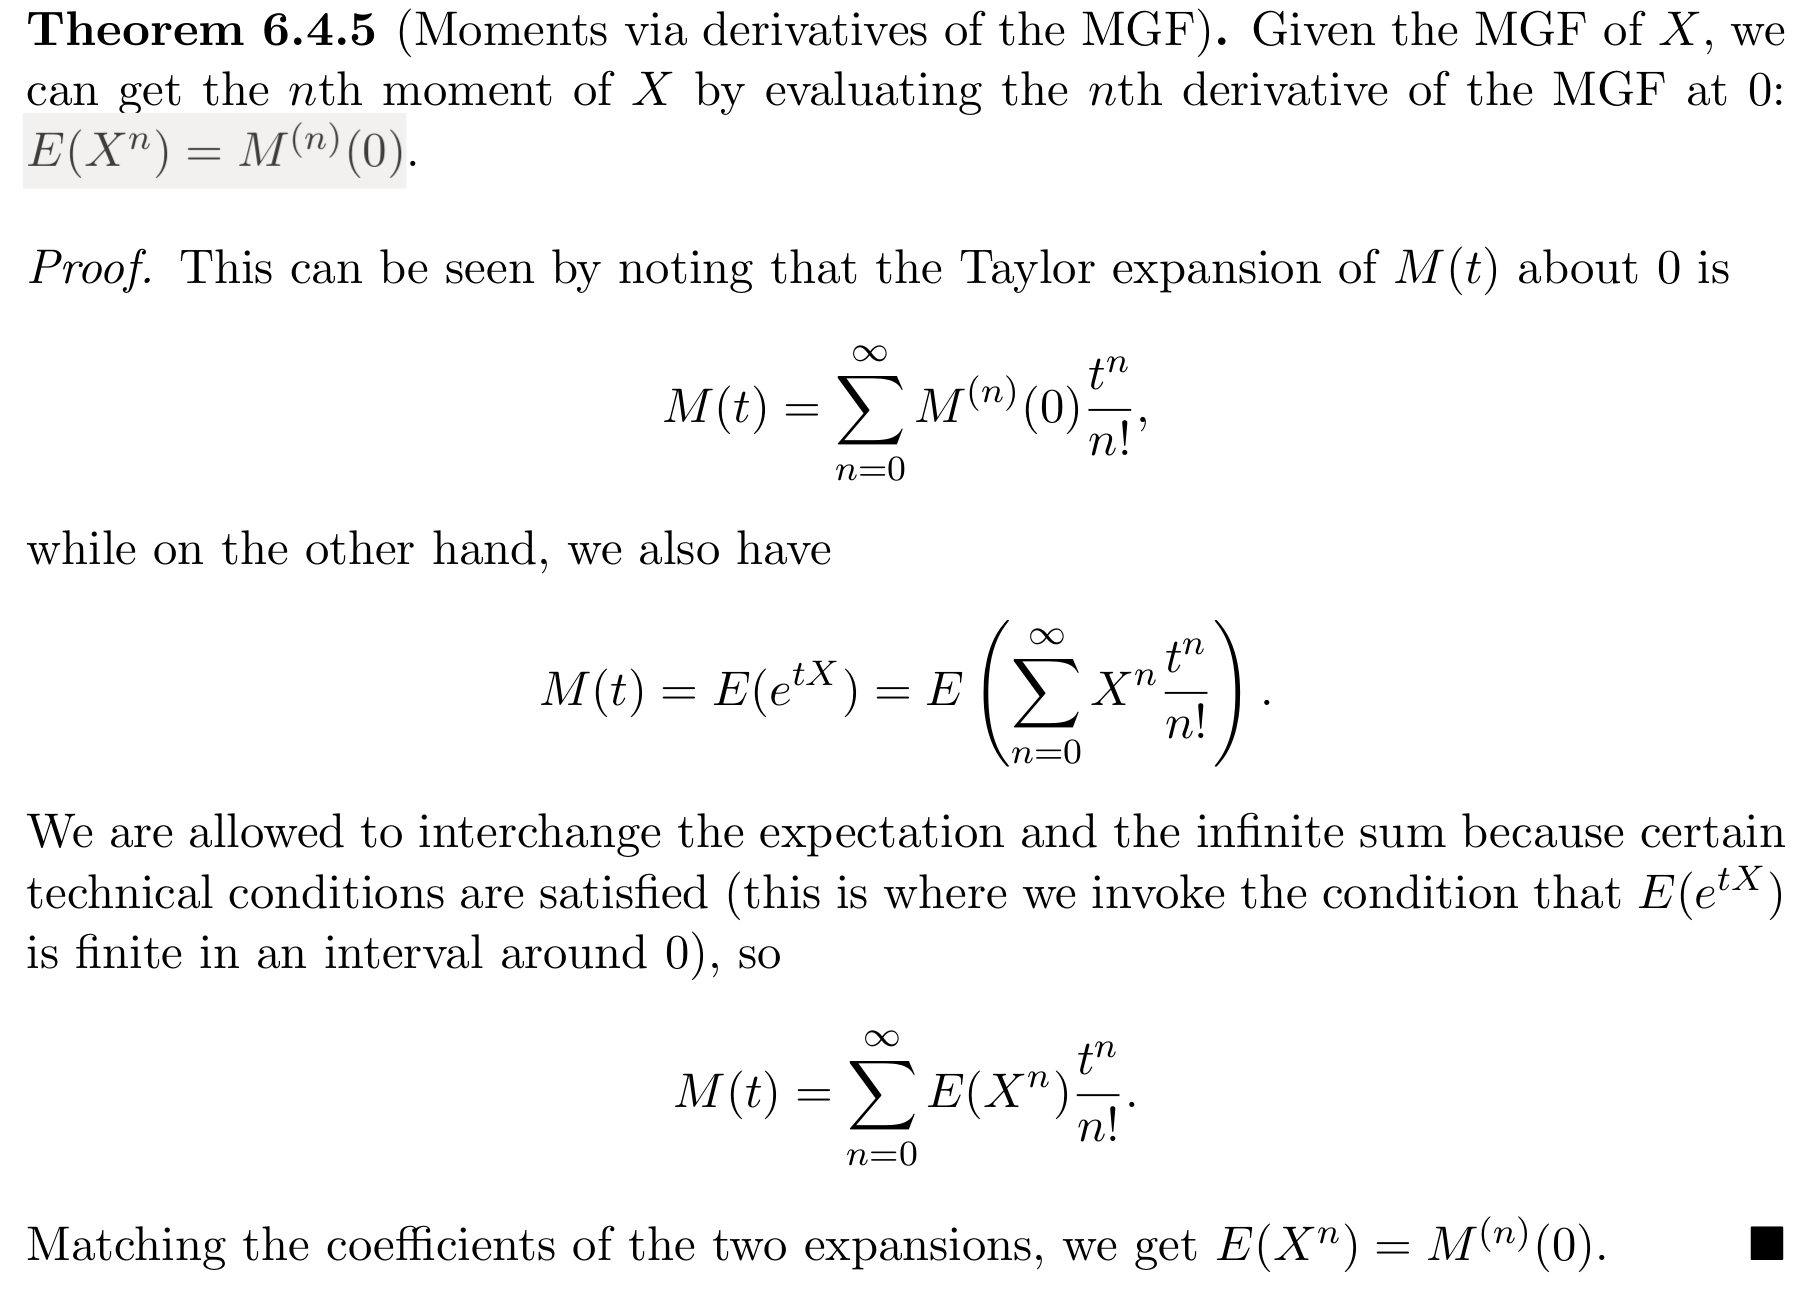 Theorem 6.4.5 (Moments via derivatives of the MGF). Given the MGF of X, we
can get the nth moment of X by evaluating the nth derivative of the MGF at 0:
E(Xⁿ) = M⁽ⁿ⁾(0).
Proof. This can be seen by noting that the Taylor expansion of M(t) about 0 is
M(t) = \sum_{n=0}^{∞} M^{(n)}(0) \frac{t^n}{n!},
while on the other hand, we also have
M(t) = E(e^{tX}) = E \left( \sum_{n=0}^{∞} X^n \frac{t^n}{n!} \right).
We are allowed to interchange the expectation and the infinite sum because certain
technical conditions are satisfied (this is where we invoke the condition that E(e^{tX})
is finite in an interval around 0), so
M(t) = \sum_{n=0}^{∞} E(X^n) \frac{t^n}{n!}.
Matching the coefficients of the two expansions, we get E(Xⁿ) = M⁽ⁿ⁾(0). ■